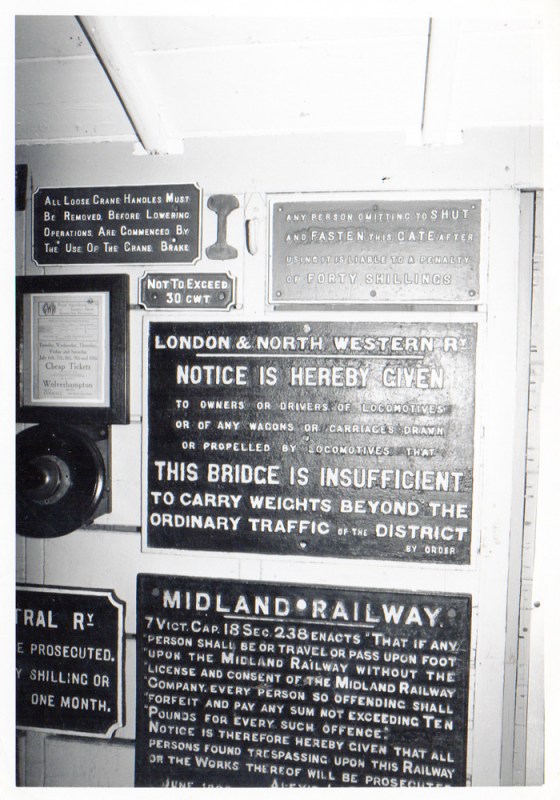 ALL LOOSE CRANE HANDLES MUST
BE REMOVED BEFORE LOWERING
OPERATIONS ARE COMMENCED BY
THE USE OF THE CRANE BRAKE
ANY PERSON OMITTING TO SHUT
AND FASTEN THIS GATE AFTER
USING IT IS LIABLE TO A PENALTY
OF FORTY SHILLINGS
NOT TO EXCEED
30 CWT
GWR
Cheap Tickets
Wolverhampton
LONDON & NORTH WESTERN RY
NOTICE IS HEREBY GIVEN
TO OWNERS OR DRIVERS OF LOCOMOTIVES
OR OF ANY WAGONS OR CARRIAGES DRAWN
OR PROPELLED BY LOCOMOTIVES THAT
THIS BRIDGE IS INSUFFICIENT
TO CARRY WEIGHTS BEYOND THE
ORDINARY TRAFFIC OF THE DISTRICT
BY ORDER
TRAL RY
E PROSECUTED.
Y SHILLING OR
ONE MONTH.
MIDLAND RAILWAY.
7 VICT. CAP. 18 SEC. 238 ENACTS "THAT IF ANY
"PERSON SHALL BE OR TRAVEL OR PASS UPON FOOT
"UPON THE MIDLAND RAILWAY WITHOUT THE
"LICENSE AND CONSENT OF THE MIDLAND RAILWAY
"COMPANY, EVERY PERSON SO OFFENDING SHALL
"FORFEIT AND PAY ANY SUM NOT EXCEEDING TEN
"POUNDS FOR EVERY SUCH OFFENCE:"
NOTICE IS THEREFORE HEREBY GIVEN THAT ALL
PERSONS FOUND TRESPASSING UPON THIS RAILWAY
OR THE WORKS THEREOF WILL BE PROSECUTED
JUNE